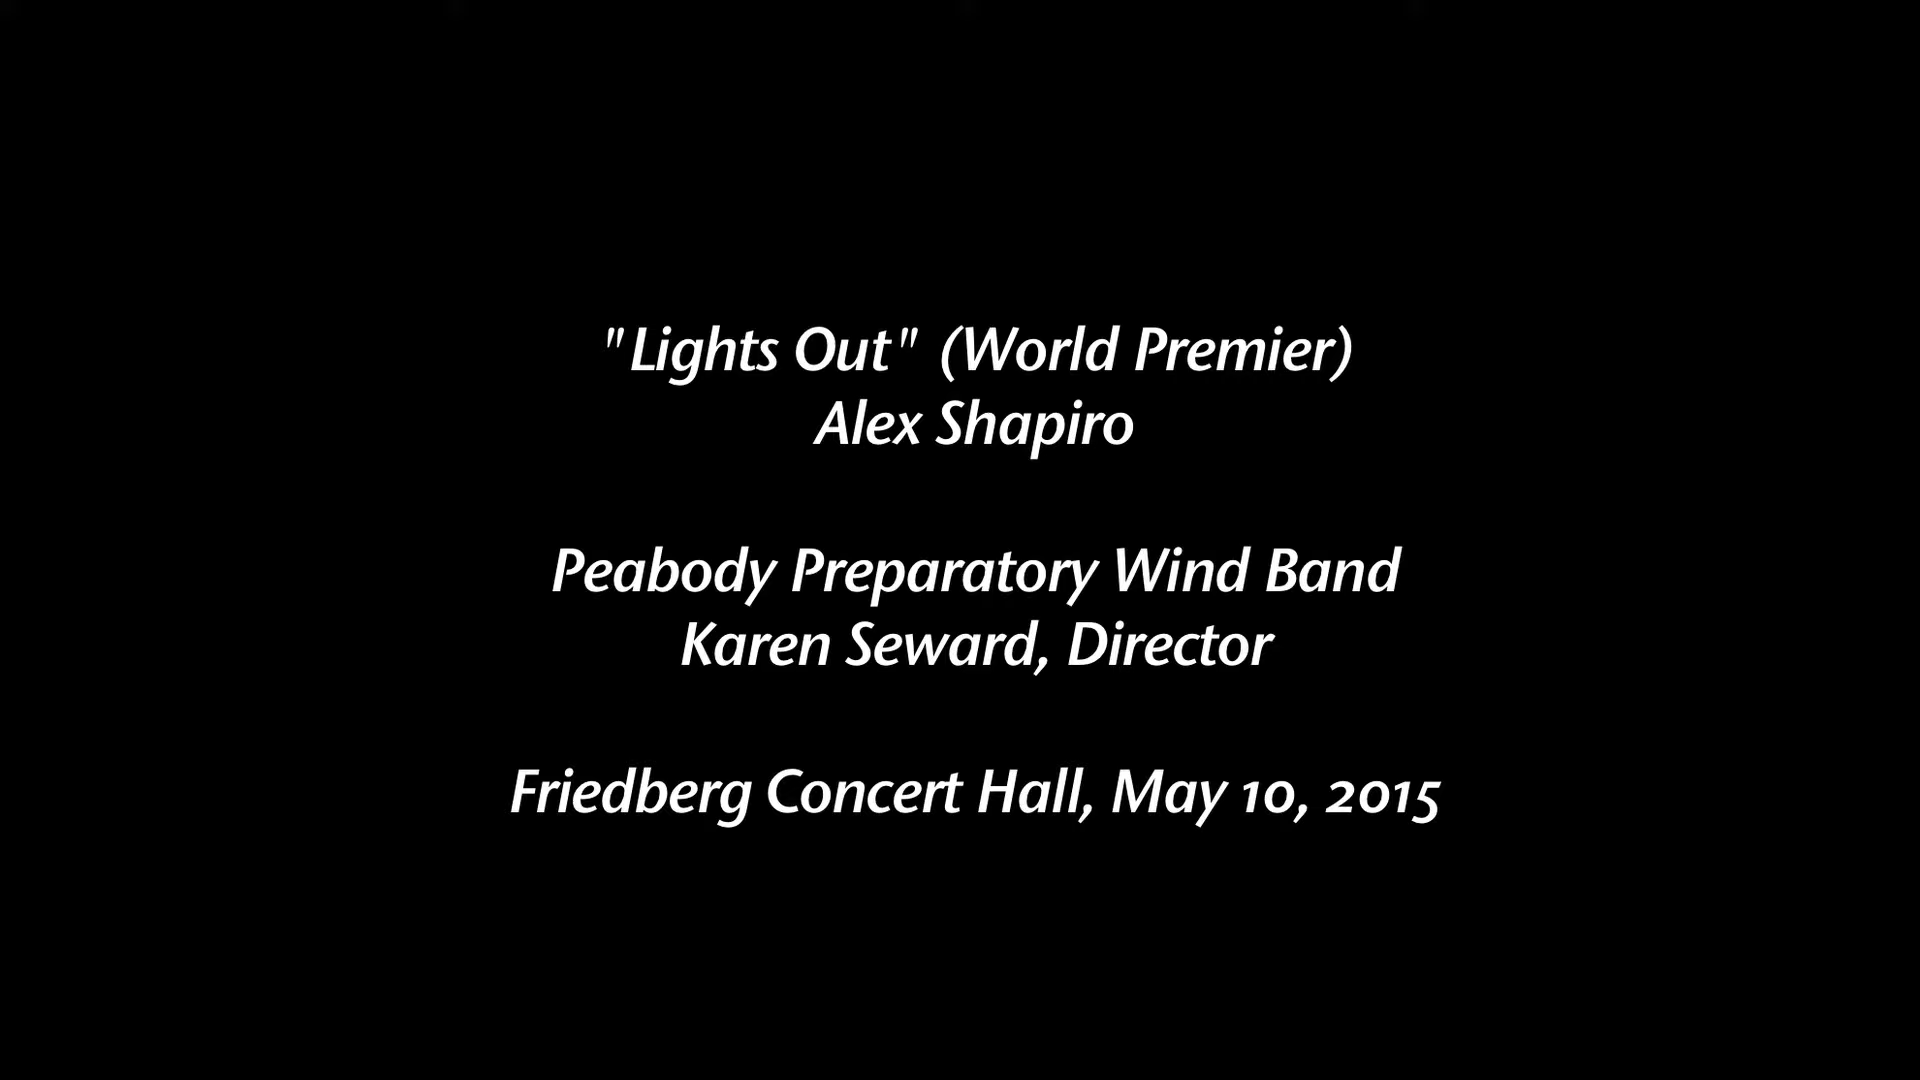 "Lights Out" (World Premier)
Alex Shapiro
Peabody Preparatory Wind Band
Karen Seward, Director
Friedberg Concert Hall, May 10, 2015